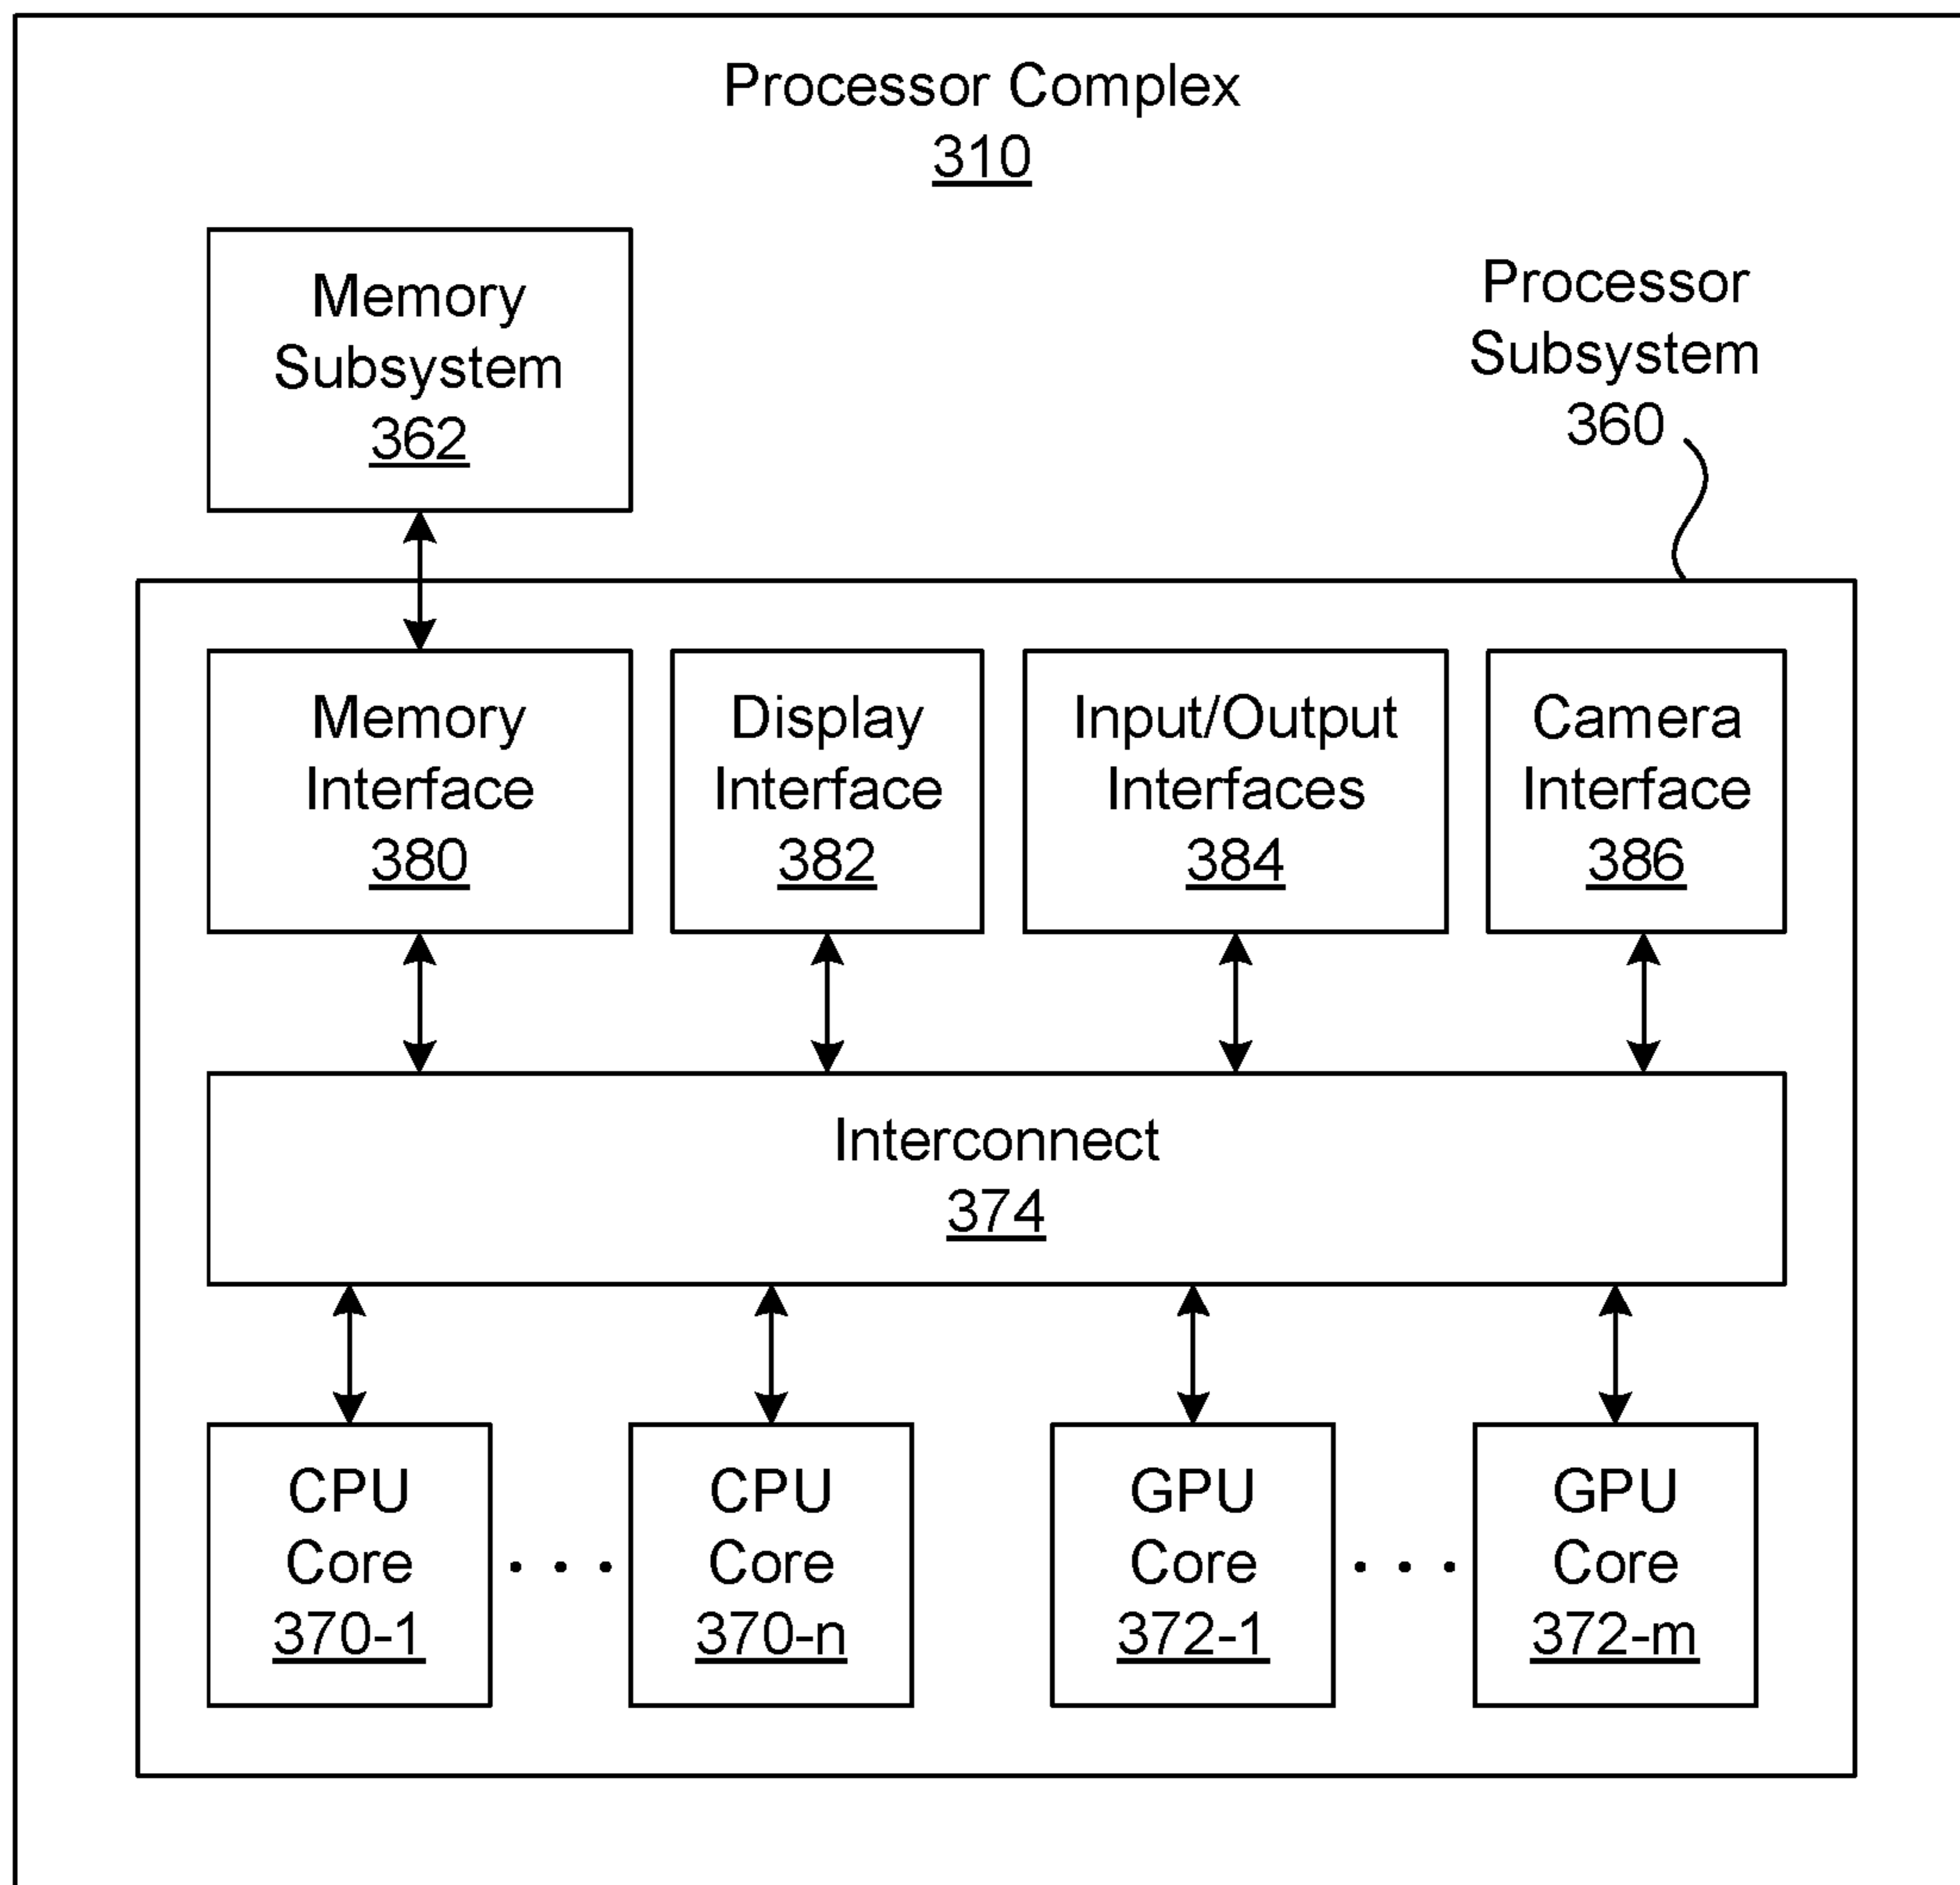 Processor Complex
310
Memory
Subsystem
362
Processor
Subsystem
360
Memory
Interface
380
Display
Interface
382
Input/Output
Interfaces
384
Camera
Interface
386
Interconnect
374
CPU
Core
370-1
. . .
CPU
Core
370-n
GPU
Core
372-1
. . .
GPU
Core
372-m